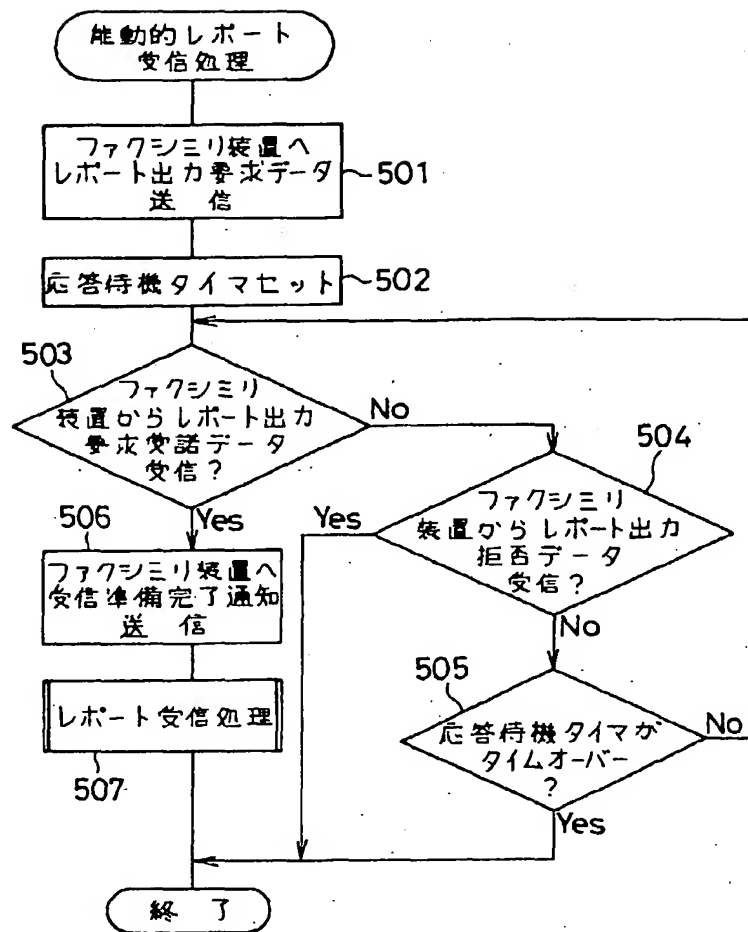 能動的レポート
受信処理
ファクシミリ装置へ
レポート出力要求データ
送信
501
応答待機タイマセット
502
503
ファクシミリ
装置からレポート出力
要求受諾データ
受信?
No
Yes
504
ファクシミリ
装置からレポート出力
拒否データ
受信?
Yes
No
506
ファクシミリ装置へ
受信準備完了通知
送信
505
応答待機タイマが
タイムオーバー
?
No
Yes
レポート受信処理
507
終了